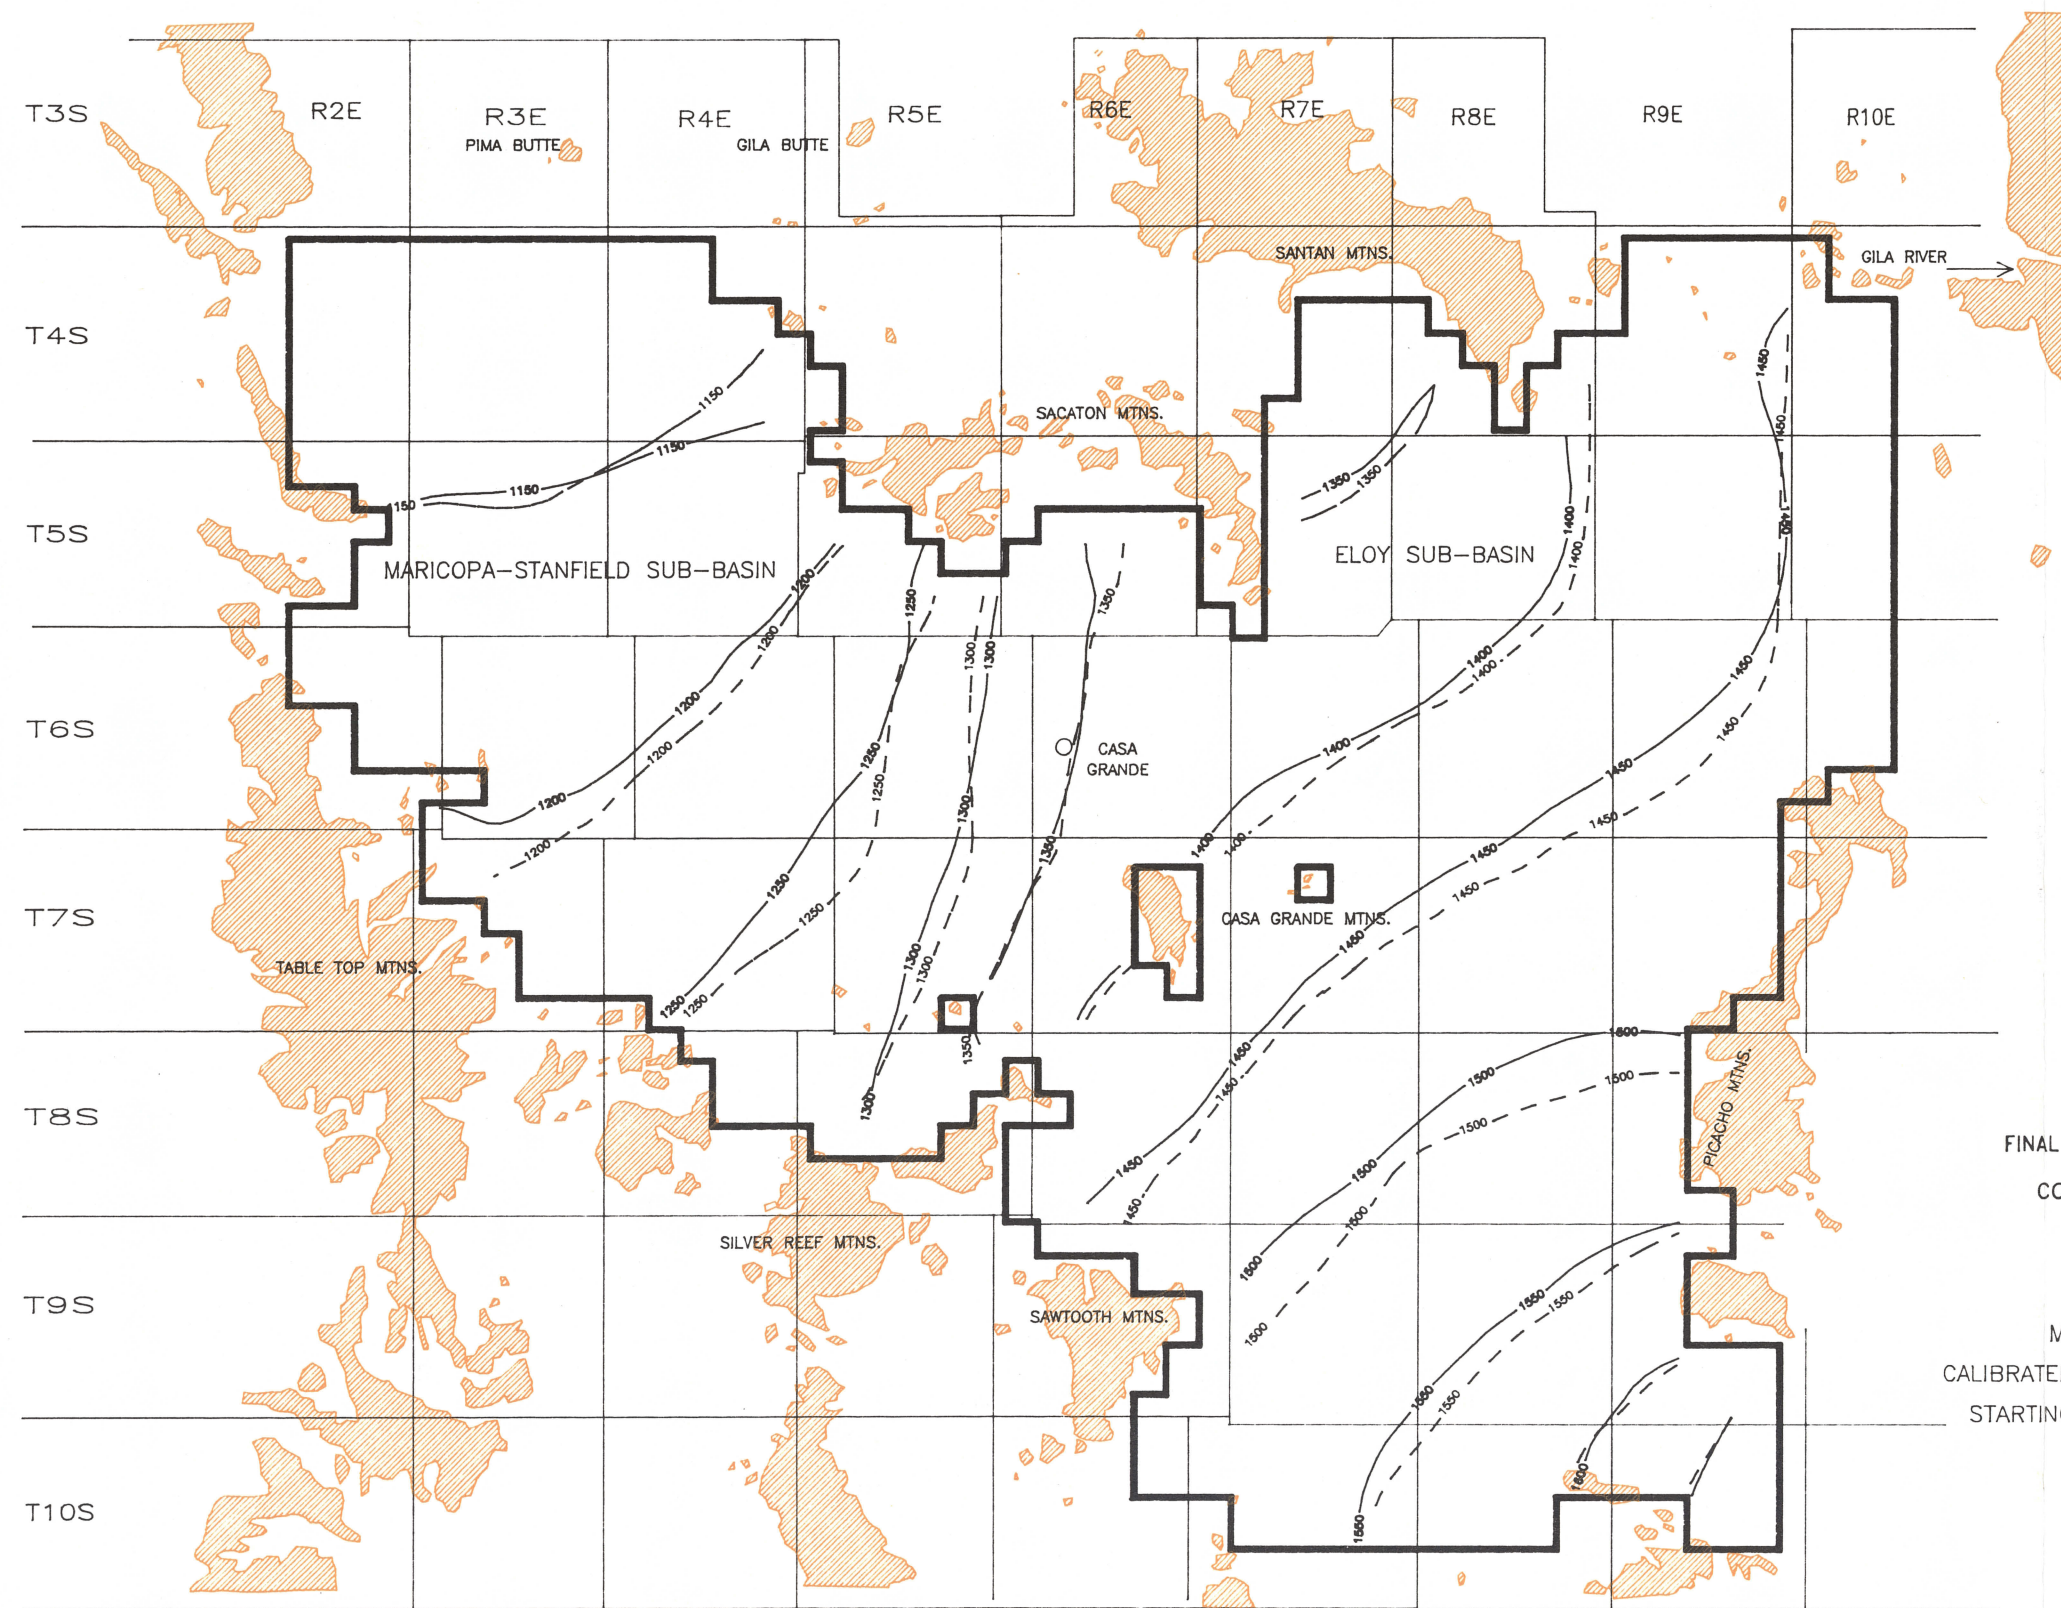 R2E
R3E
R4E
R5E
R6E
R7E
R8E
R9E
R10E
T3S
PIMA BUTTE
GILA BUTTE
SANTAN MTNS.
GILA RIVER
T4S
1450
1150
SACATON MTNS.
1450
1150
1350
1350
1150
1150
1400
1450
T5S
MARICOPA-STANFIELD SUB-BASIN
ELOY SUB-BASIN
1400
1200
1250
1350
1200
1300
1300
1400
1400
1450
T6S
1200
1200
1250
CASA
GRANDE
1400
1450
1450
1200
1250
1300
1450
1200
1350
1400
1400
1450
T7S
1250
1250
1450
CASA GRANDE MTNS.
1450
TABLE TOP MTNS.
1300
1300
1250
1250
1500
1350
1450
1450
1500
1500
PICACHO MTNS.
T8S
1300
1500
FINAL
1450
1500
CO
1450
1500
SILVER REEF MTNS.
1500
T9S
SAWTOOTH MTNS.
1550
1550
1500
M
CALIBRATE
STARTING
1550
1550
1600
T10S
1550